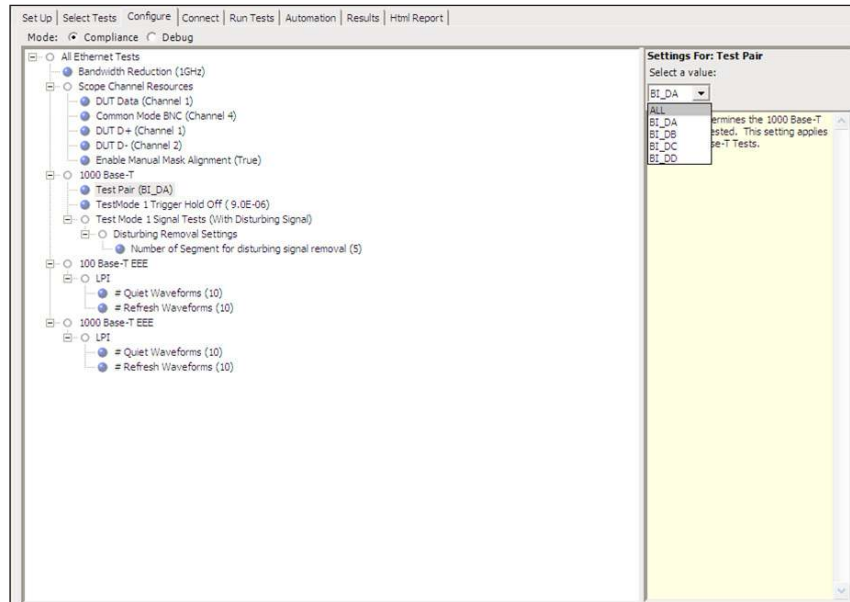 Set Up | Select Tests | Configure | Connect | Run Tests | Automation | Results | Html Report
Mode: Compliance Debug
All Ethernet Tests
Bandwidth Reduction (1GHz)
Scope Channel Resources
DUT Data (Channel 1)
Common Mode BNC (Channel 4)
DUT D+ (Channel 1)
DUT D- (Channel 2)
Enable Manual Mask Alignment (True)
1000 Base-T
Test Pair (BI_DA)
TestMode 1 Trigger Hold Off ( 9.0E-06)
Test Mode 1 Signal Tests (With Disturbing Signal)
Disturbing Removal Settings
Number of Segment for disturbing signal removal (5)
100 Base-T EEE
LPI
# Quiet Waveforms (10)
# Refresh Waveforms (10)
1000 Base-T EEE
LPI
# Quiet Waveforms (10)
# Refresh Waveforms (10)
Settings For: Test Pair
Select a value:
BI_DA
ALL
BI_DA
BI_DB
BI_DC
BI_DD
ermines the 1000 Base-T
ested. This setting applies
se-T Tests.